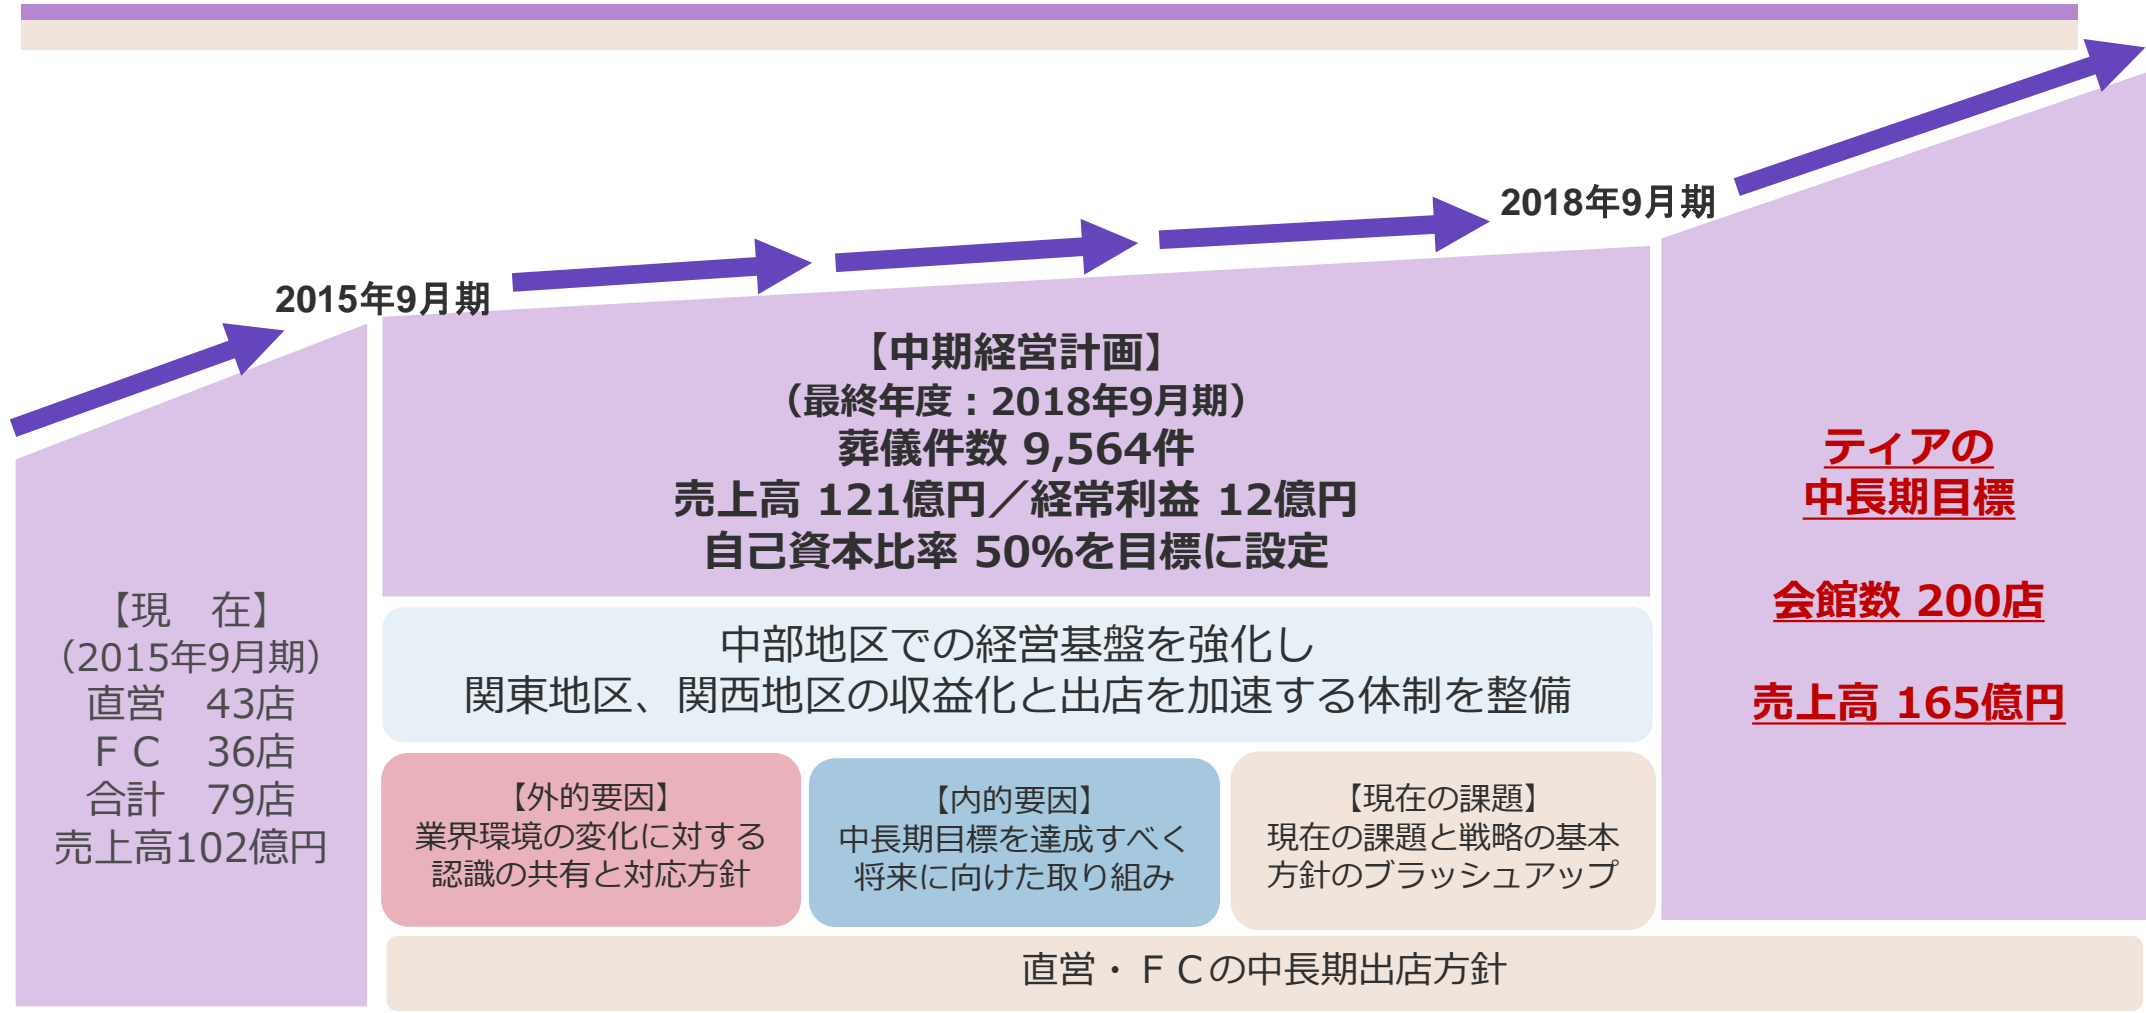 2015年9月期
2018年9月期
【現　在】
（2015年9月期）
直営　43店
ＦＣ　36店
合計　79店
売上高102億円
【中期経営計画】
（最終年度：2018年9月期）
葬儀件数 9,564件
売上高 121億円／経常利益 12億円
自己資本比率 50%を目標に設定
中部地区での経営基盤を強化し
関東地区、関西地区の収益化と出店を加速する体制を整備
【外的要因】
業界環境の変化に対する
認識の共有と対応方針
【内的要因】
中長期目標を達成すべく
将来に向けた取り組み
【現在の課題】
現在の課題と戦略の基本
方針のブラッシュアップ
ティアの
中長期目標
会館数 200店
売上高 165億円
直営・ＦＣの中長期出店方針